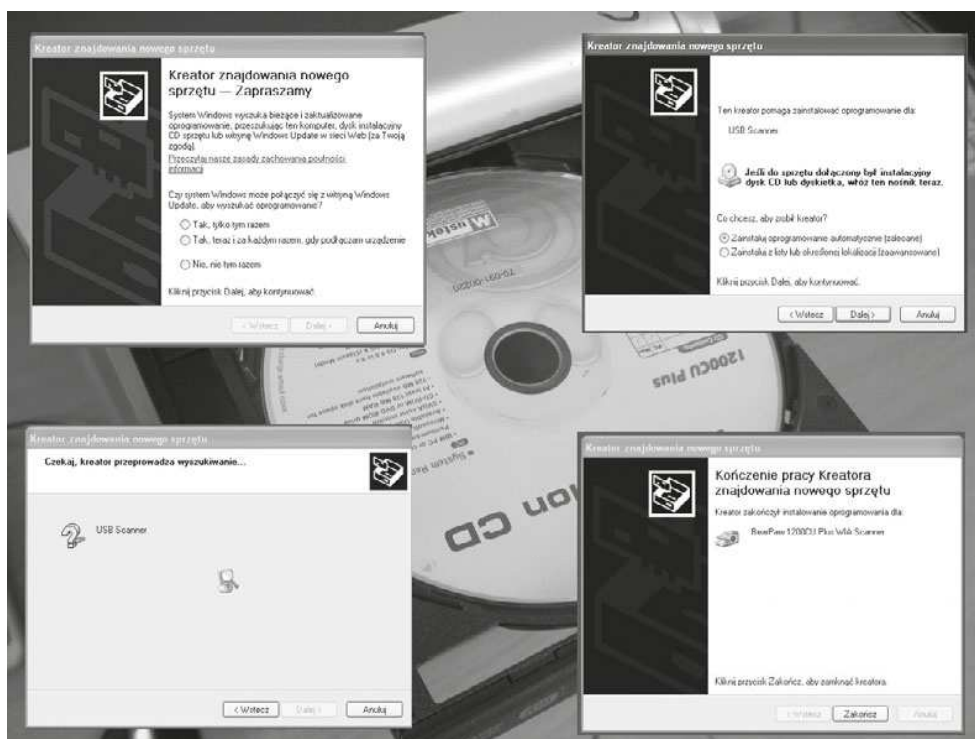 Kreator znajdowania nowego sprzętu
Kreator znajdowania nowego
sprzętu — Zapraszamy
System Windows wyszuka bieżące i zaktualizowane
oprogramowanie, przeszukując ten komputer, dysk instalacyjny
CD sprzętu lub witrynę Windows Update w sieci Web (za Twoją
zgodą).
Przeczytaj nasze zasady zachowania poufności
informacji
Czy system Windows może połączyć się z witryną Windows
Update, aby wyszukać oprogramowanie?
Tak, tylko tym razem
Tak, teraz i za każdym razem, gdy podłączam urządzenie
Nie, nie tym razem
Kliknij przycisk Dalej, aby kontynuować.
< Wstecz Dalej > Anuluj
Kreator znajdowania nowego sprzętu
Ten kreator pomaga zainstalować oprogramowanie dla:
USB Scanner
Jeśli do sprzętu dołączony był instalacyjny
dysk CD lub dyskietka, włóż ten nośnik teraz.
Co chcesz, aby zrobił kreator?
Zainstaluj oprogramowanie automatycznie (zalecane)
Zainstaluj z listy lub określonej lokalizacji (zaawansowane)
Kliknij przycisk Dalej, aby kontynuować.
< Wstecz Dalej > Anuluj
Mustek
1200CU Plus
ion CD
Kreator znajdowania nowego sprzętu
Czekaj, kreator przeprowadza wyszukiwanie...
USB Scanner
< Wstecz Dalej > Anuluj
Kreator znajdowania nowego sprzętu
Kończenie pracy Kreatora
znajdowania nowego sprzętu
Kreator zakończył instalowanie oprogramowania dla:
BearPaw 1200CU Plus WIA Scanner
Kliknij przycisk Zakończ, aby zamknąć kreatora.
< Wstecz Zakończ Anuluj